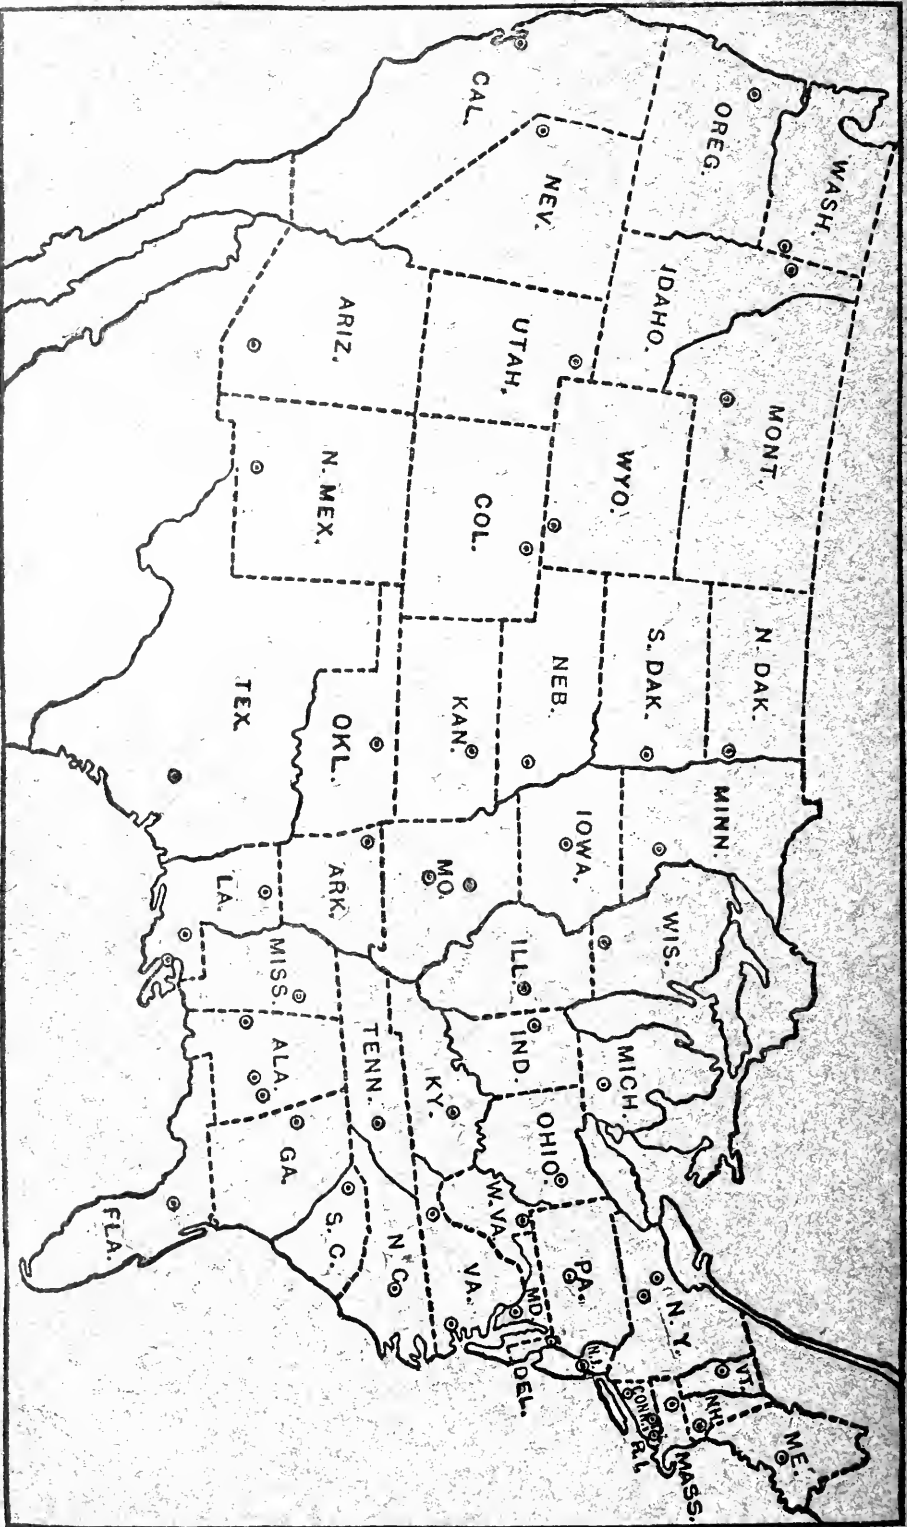 WASH.
OREG.
CAL.
NEV.
IDAHO.
MONT.
WYO.
UTAH.
ARIZ.
COL.
N. MEX.
N. DAK.
S. DAK.
NEB.
KAN.
OKL.
TEX.
MINN.
IOWA.
MO.
ARK.
LA.
WIS.
ILL.
MICH.
IND.
OHIO.
KY.
TENN.
MISS.
ALA.
GA.
FLA.
S. C.
N. C.
VA.
W. VA.
MD
DEL.
PA.
N.J.
N. Y.
CONN.
R.I.
MASS.
VT.
N.H.
ME.